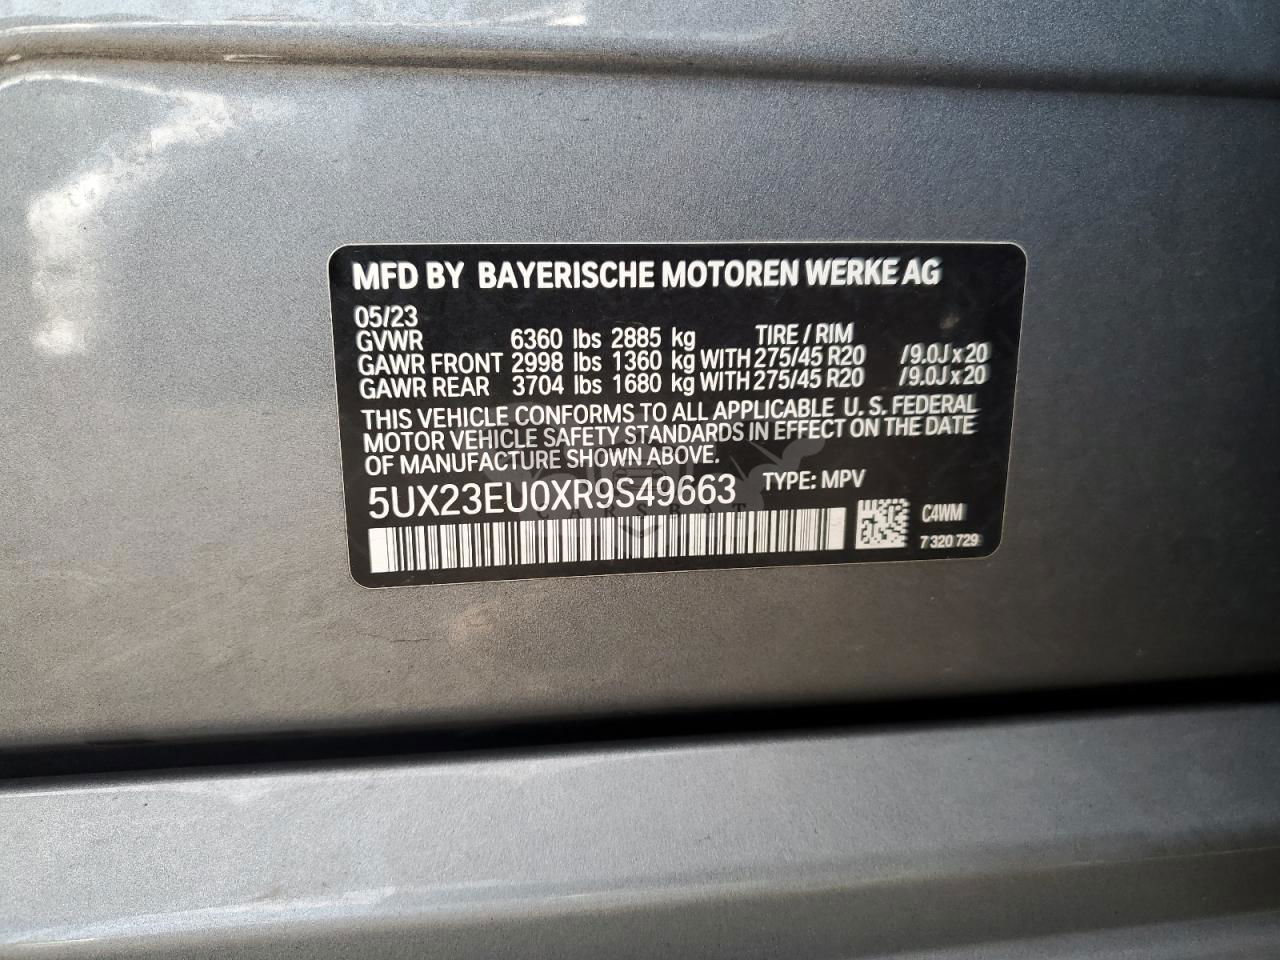 MFD BY BAYERISCHE MOTOREN WERKE AG
05/23
GVWR 6360 lbs 2885 kg TIRE / RIM
GAWR FRONT 2998 lbs 1360 kg WITH 275/45 R20 /9.0J x 20
GAWR REAR 3704 lbs 1680 kg WITH 275/45 R20 /9.0J x 20
THIS VEHICLE CONFORMS TO ALL APPLICABLE U. S. FEDERAL
MOTOR VEHICLE SAFETY STANDARDS IN EFFECT ON THE DATE
OF MANUFACTURE SHOWN ABOVE.
5UX23EU0XR9S49663 TYPE: MPV
CARSBAT
C4WM
7 320 729